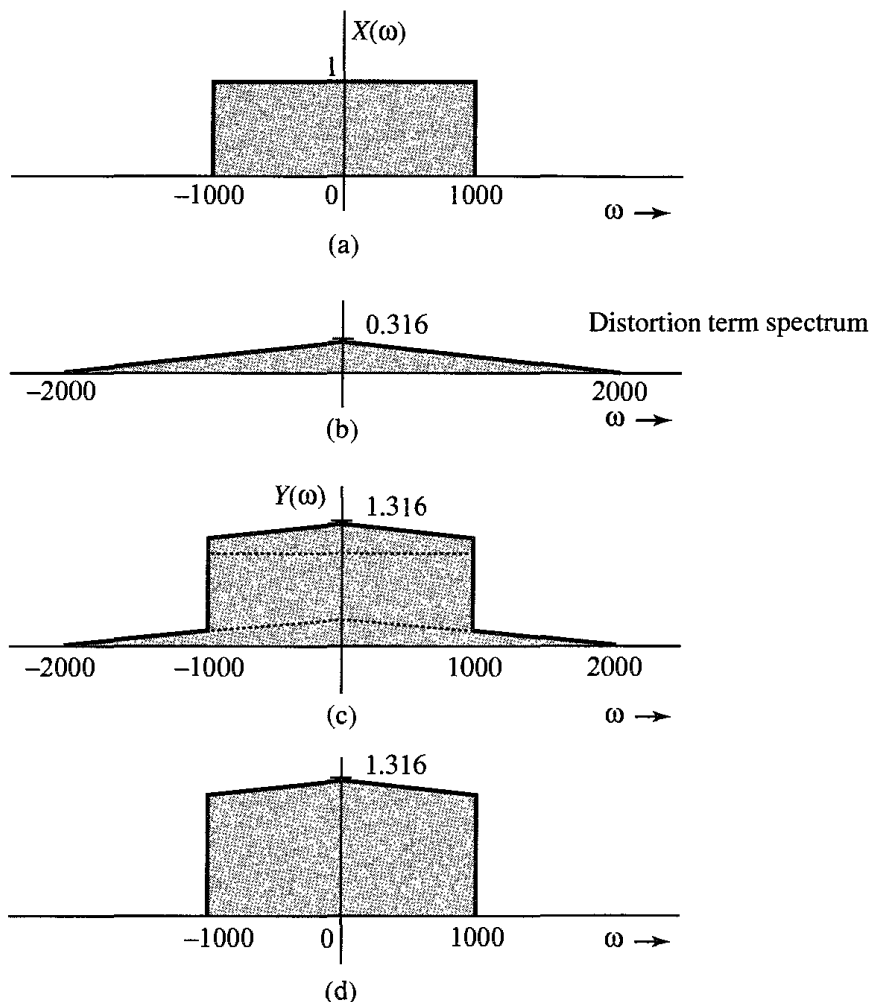 X(ω)
1
−1000 0 1000 ω →
(a)
0.316 Distortion term spectrum
−2000 2000
ω →
(b)
Y(ω) 1.316
−2000 −1000 1000 2000
(c) ω →
1.316
−1000 0 1000 ω →
(d)